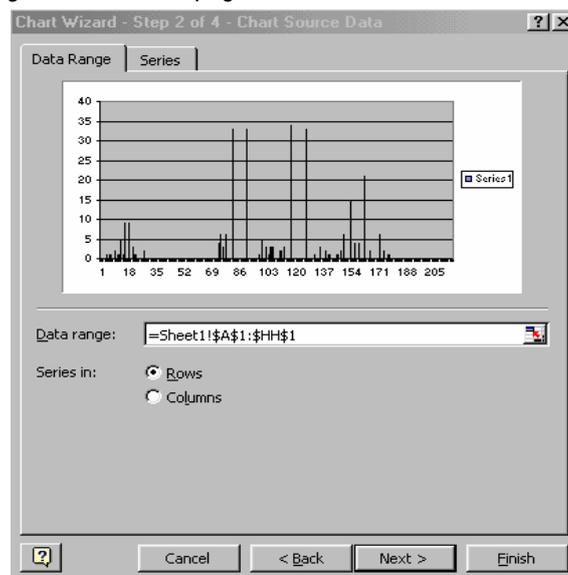 Chart Wizard - Step 2 of 4 - Chart Source Data ? ×
Data Range Series
40
35
30
25
20
15
10
5
0
1 18 35 52 69 86 103 120 137 154 171 188 205
Series1
Data range: =Sheet1!$A$1:$HH$1
Series in: Rows
Columns
? Cancel < Back Next > Finish